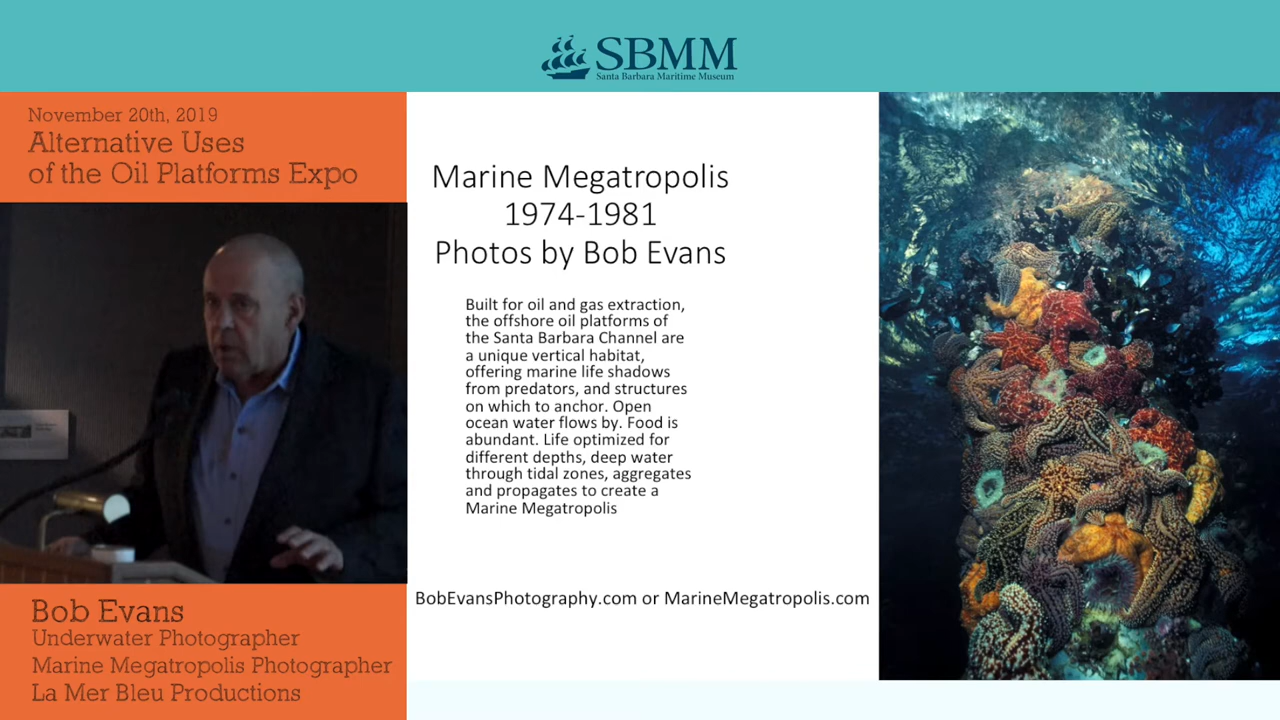 SBMM
Santa Barbara Maritime Museum
November 20th, 2019
Alternative Uses
of the Oil Platforms Expo
Marine Megatropolis
1974-1981
Photos by Bob Evans
Built for oil and gas extraction,
the offshore oil platforms of
the Santa Barbara Channel are
a unique vertical habitat,
offering marine life shadows
from predators, and structures
on which to anchor. Open
ocean water flows by. Food is
abundant. Life optimized for
different depths, deep water
through tidal zones, aggregates
and propagates to create a
Marine Megatropolis
BobEvansPhotography.com or MarineMegatropolis.com
Bob Evans
Underwater Photographer
Marine Megatropolis Photographer
La Mer Bleu Productions